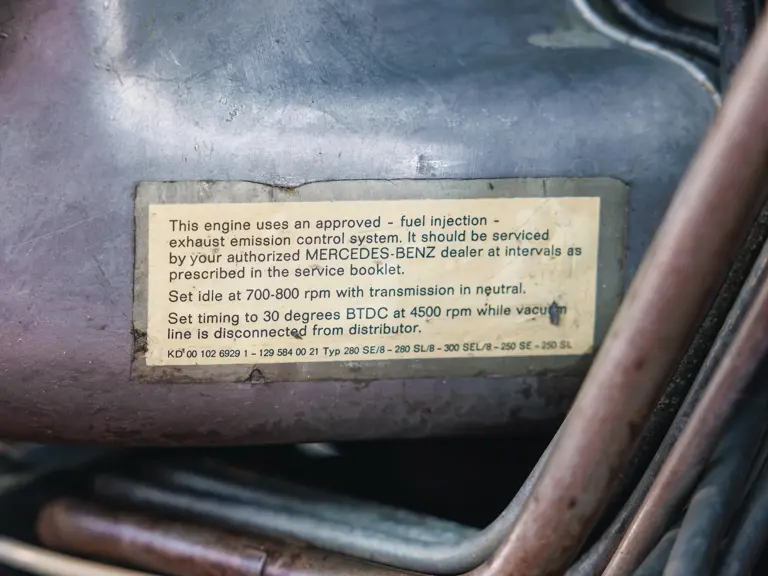 This engine uses an approved - fuel injection -
exhaust emission control system. It should be serviced
by your authorized MERCEDES-BENZ dealer at intervals as
prescribed in the service booklet.
Set idle at 700-800 rpm with transmission in neutral.
Set timing to 30 degrees BTDC at 4500 rpm while vacuum
line is disconnected from distributor.
KD 00 102 6929 1 - 129 584 00 21 Typ 280 SE/8 - 280 SL/8 - 300 SEL/8 - 250 SE - 250 SL